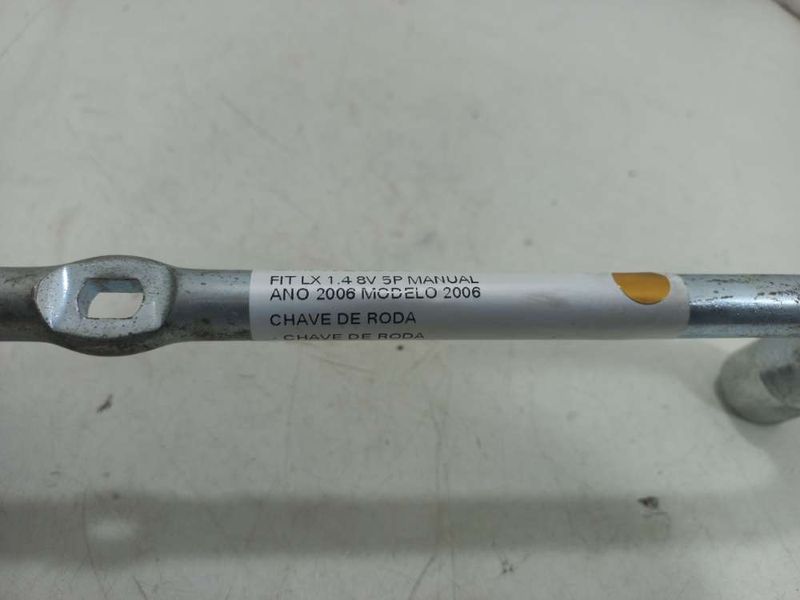 FIT LX 1.4 8V 5P MANUAL
ANO 2006 MODELO 2006
CHAVE DE RODA
. CHAVE DE RODA